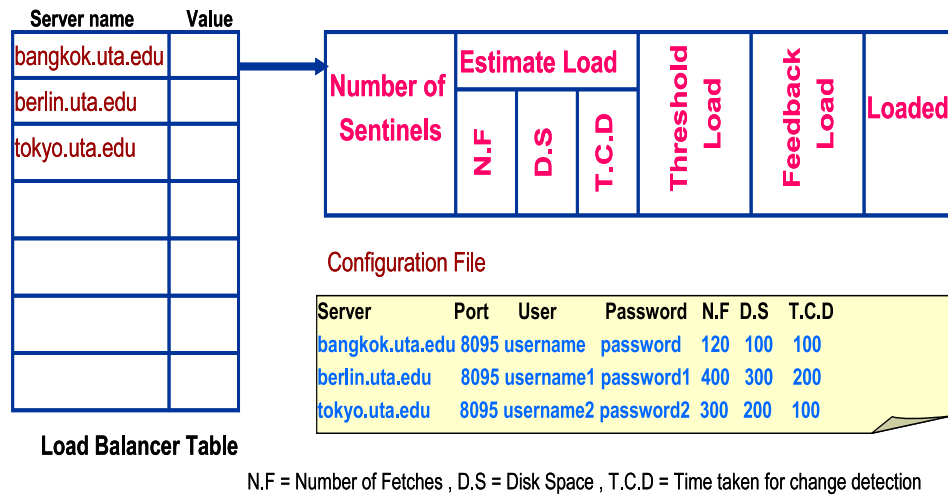 Server name Value
bangkok.uta.edu
berlin.uta.edu
tokyo.uta.edu
Load Balancer Table
Number of
Sentinels
Estimate Load
N.F
D.S
T.C.D
Threshold
Load
Feedback
Load
Loaded
Configuration File
Server Port User Password N.F D.S T.C.D
bangkok.uta.edu 8095 username password 120 100 100
berlin.uta.edu 8095 username1 password1 400 300 200
tokyo.uta.edu 8095 username2 password2 300 200 100
N.F = Number of Fetches , D.S = Disk Space , T.C.D = Time taken for change detection